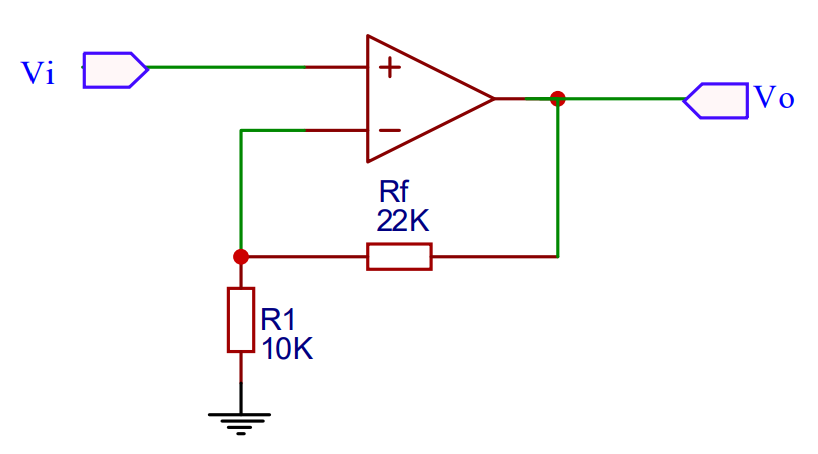 Vi
+
−
Vo
Rf
22K
R1
10K